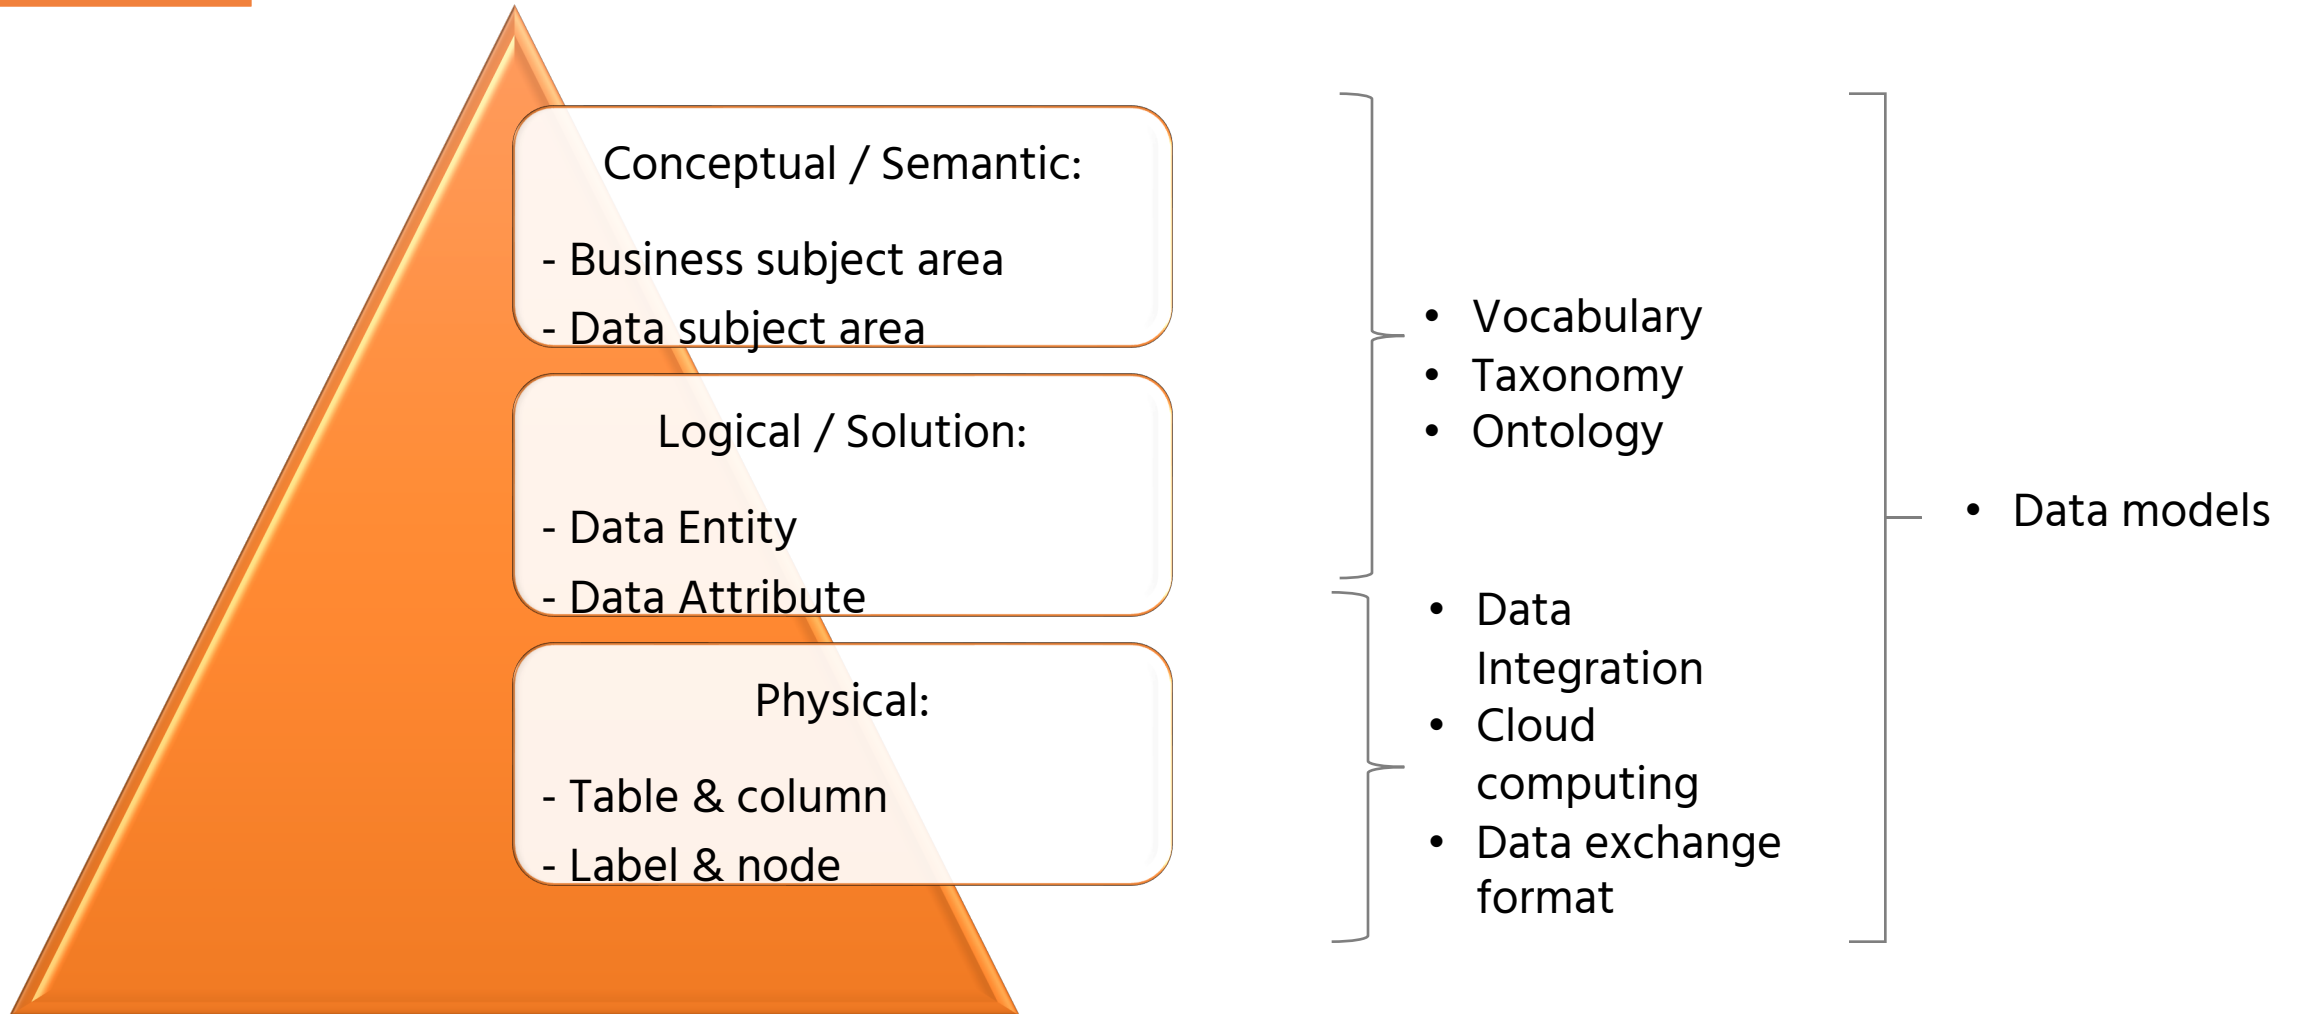 Conceptual / Semantic:
- Business subject area
- Data subject area
Logical / Solution:
- Data Entity
- Data Attribute
Physical:
- Table & column
- Label & node
• Vocabulary
• Taxonomy
• Ontology
• Data
Integration
• Cloud
computing
• Data exchange
format
• Data models